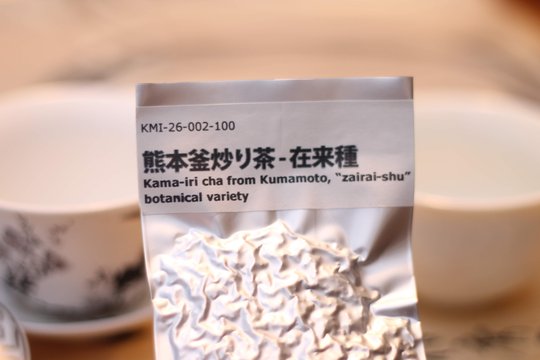 KMI-26-002-100
熊本釜炒り茶-在来種
Kama-iri cha from Kumamoto, "zairai-shu"
botanical variety